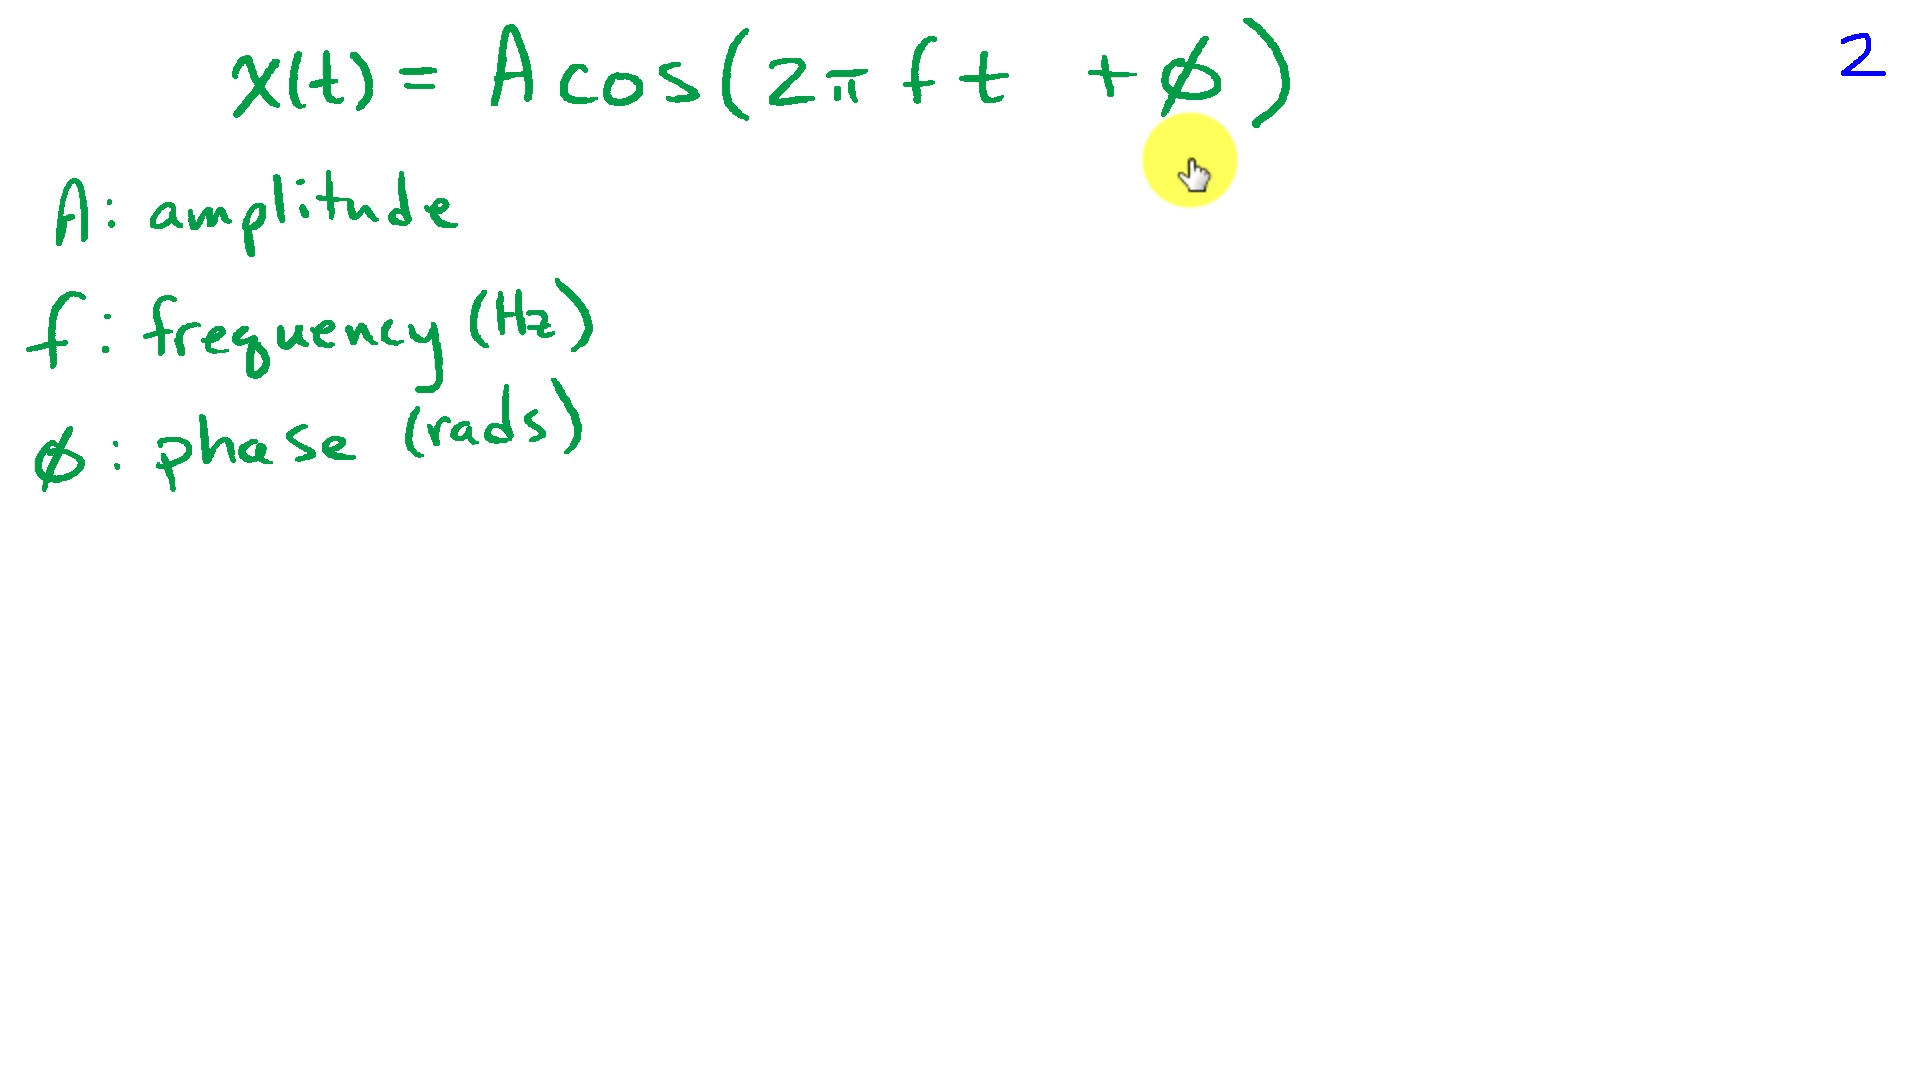 x(t) = A cos(2π f t + ϕ)
2
A: amplitude
f: frequency (Hz)
ϕ: phase (rads)